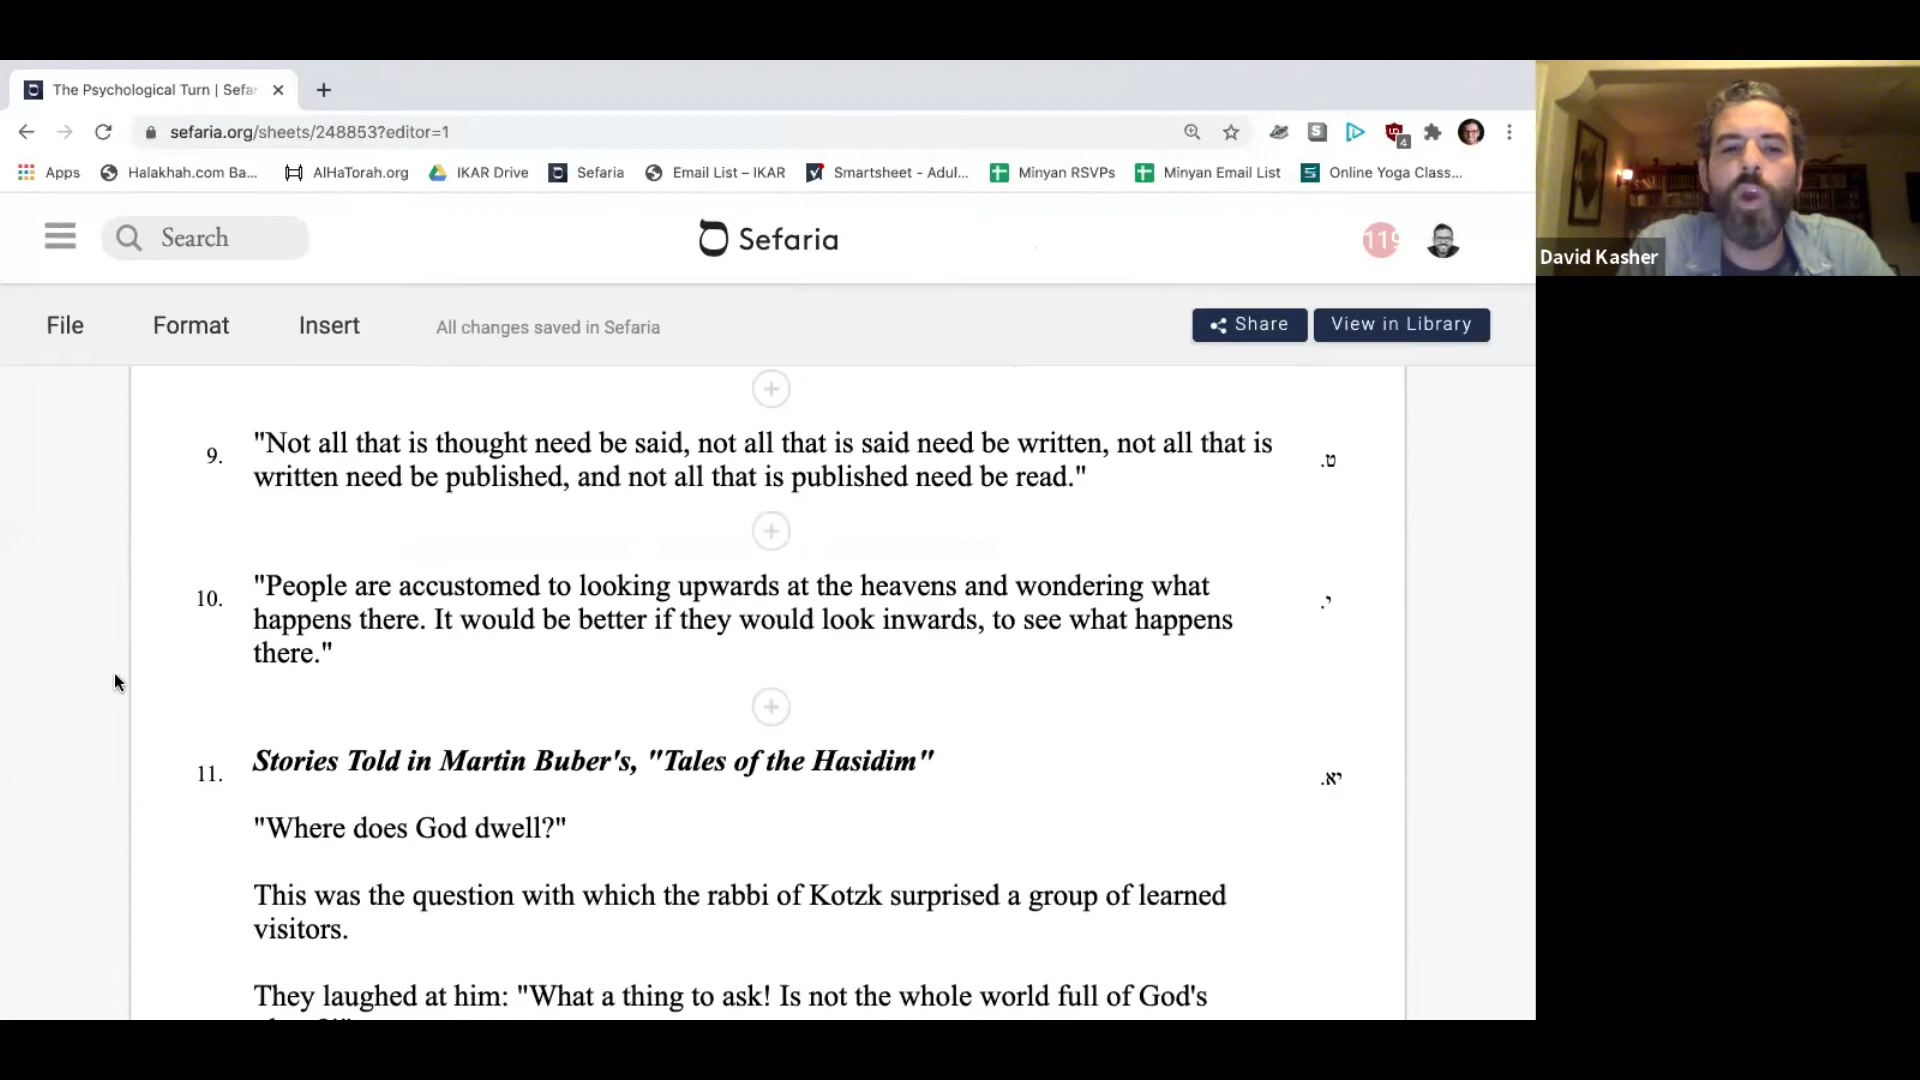 The Psychological Turn | Sefar
sefaria.org/sheets/248853?editor=1
4
Apps
Halakhah.com Ba...
AlHaTorah.org
IKAR Drive
Sefaria
Email List – IKAR
Smartsheet - Adul...
Minyan RSVPs
Minyan Email List
Online Yoga Class...
Search
Sefaria
119
David Kasher
File
Format
Insert
All changes saved in Sefaria
Share
View in Library
9.
"Not all that is thought need be said, not all that is said need be written, not all that is
written need be published, and not all that is published need be read."
ט.
10.
"People are accustomed to looking upwards at the heavens and wondering what
happens there. It would be better if they would look inwards, to see what happens
there."
י.
11.
Stories Told in Martin Buber's, "Tales of the Hasidim"
יא.
"Where does God dwell?"
This was the question with which the rabbi of Kotzk surprised a group of learned
visitors.
They laughed at him: "What a thing to ask! Is not the whole world full of God's